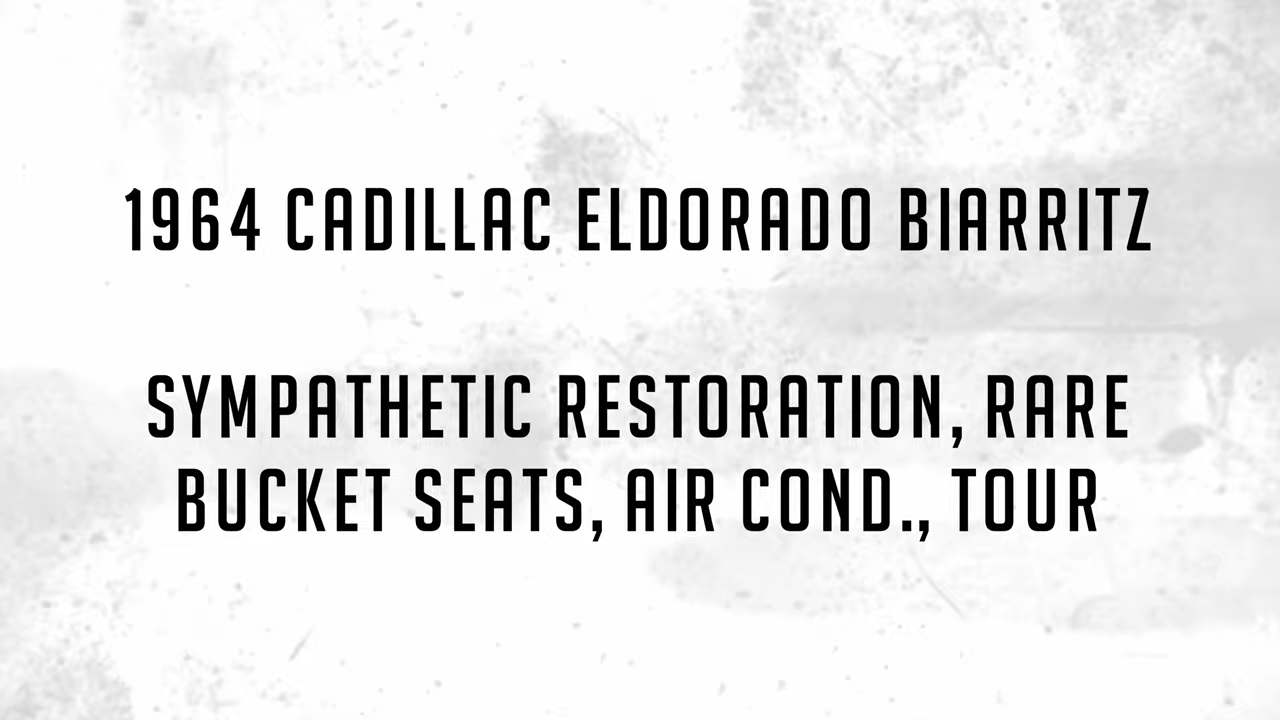 1964 CADILLAC ELDORADO BIARRITZ
SYMPATHETIC RESTORATION, RARE
BUCKET SEATS, AIR COND., TOUR